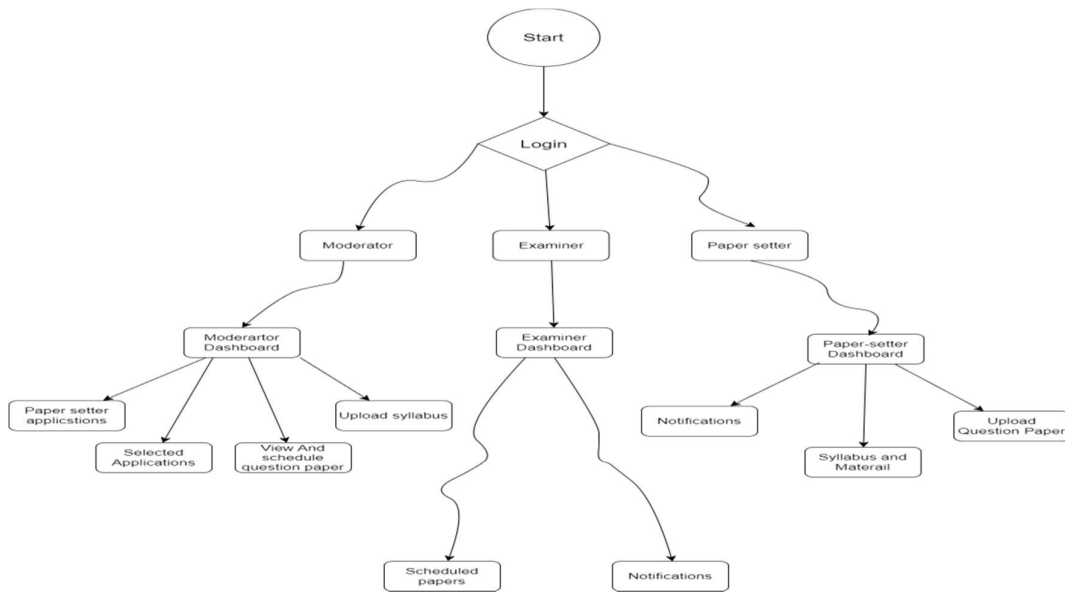 Start
Login
Moderator
Examiner
Paper setter
Moderartor
Dashboard
Examiner
Dashboard
Paper-setter
Dashboard
Paper setter
applicstions
Selected
Applications
View And
schedule
question paper
Upload syllabus
Notifications
Syllabus and
Materail
Upload
Question Paper
Scheduled
papers
Notifications